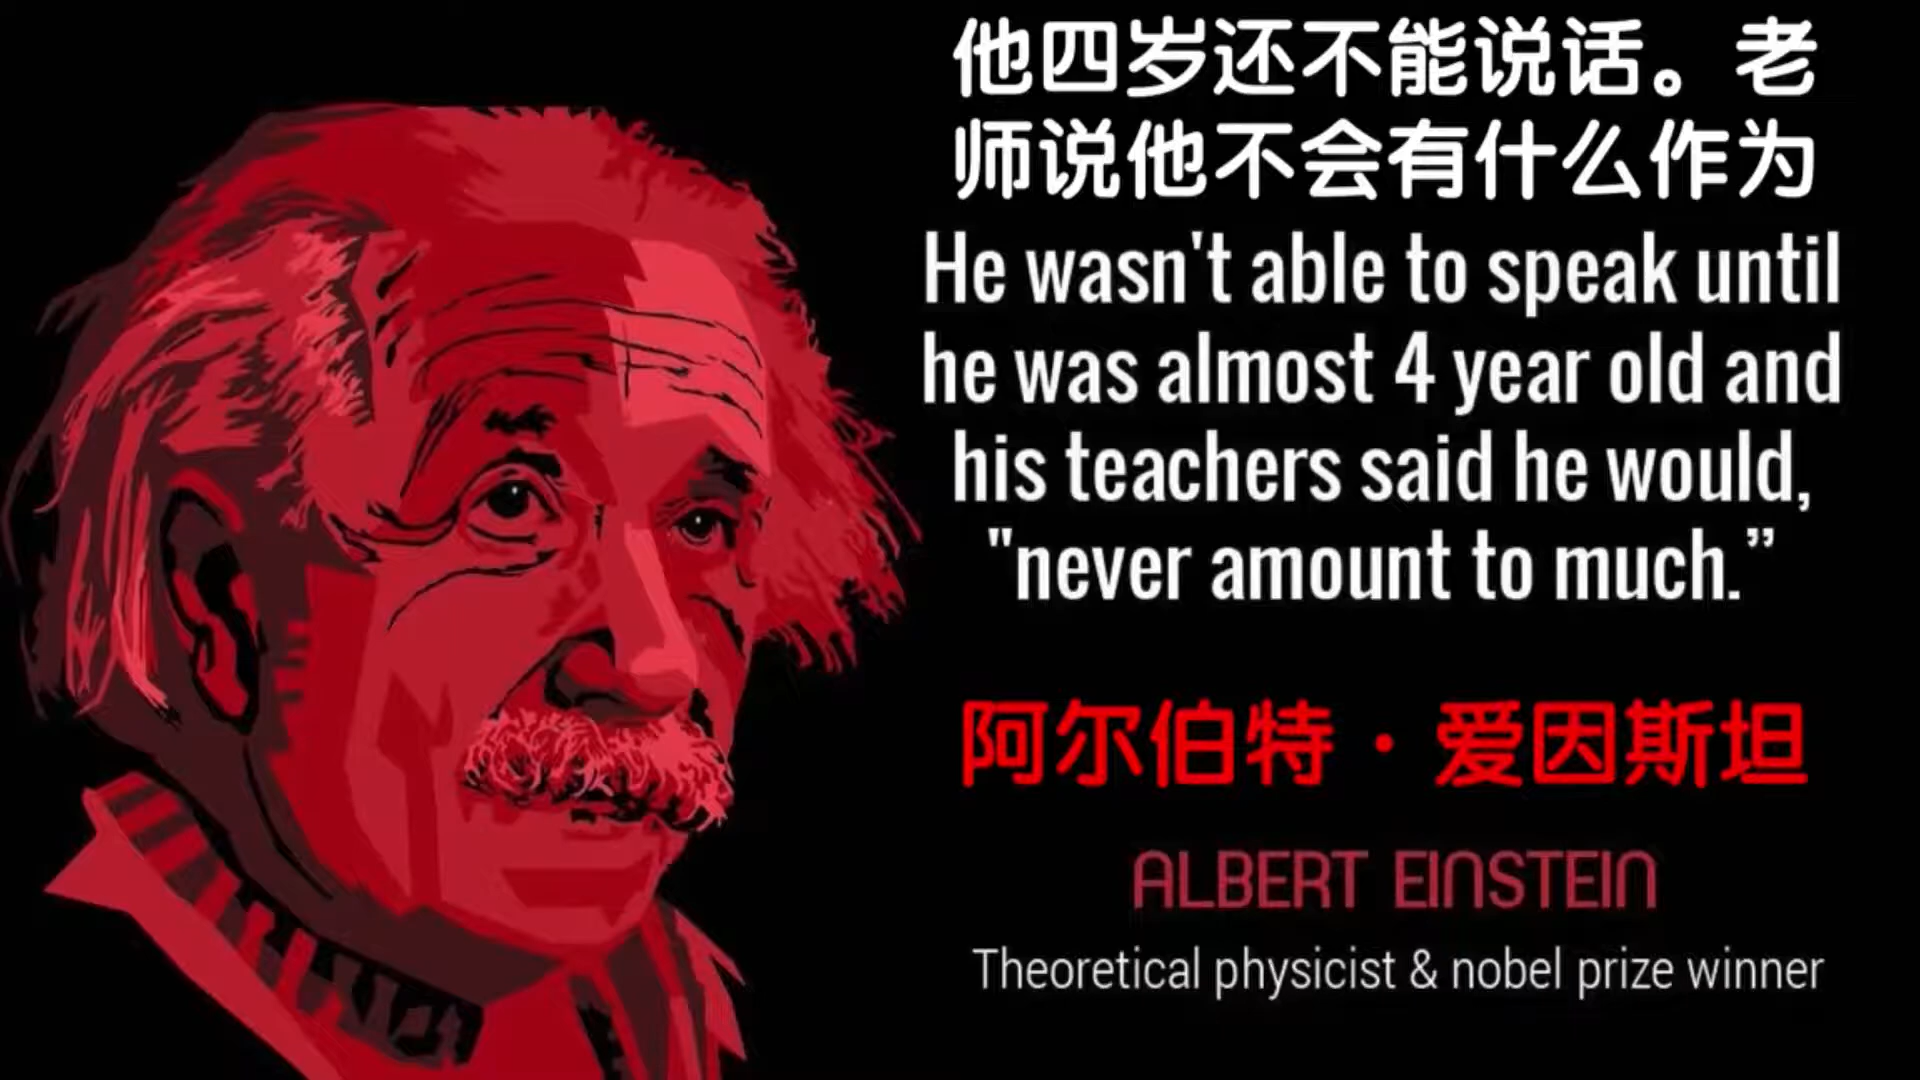 他四岁还不能说话。老
师说他不会有什么作为
He wasn't able to speak until
he was almost 4 year old and
his teachers said he would,
"never amount to much.”
阿尔伯特·爱因斯坦
ALBERT EINSTEIN
Theoretical physicist & nobel prize winner